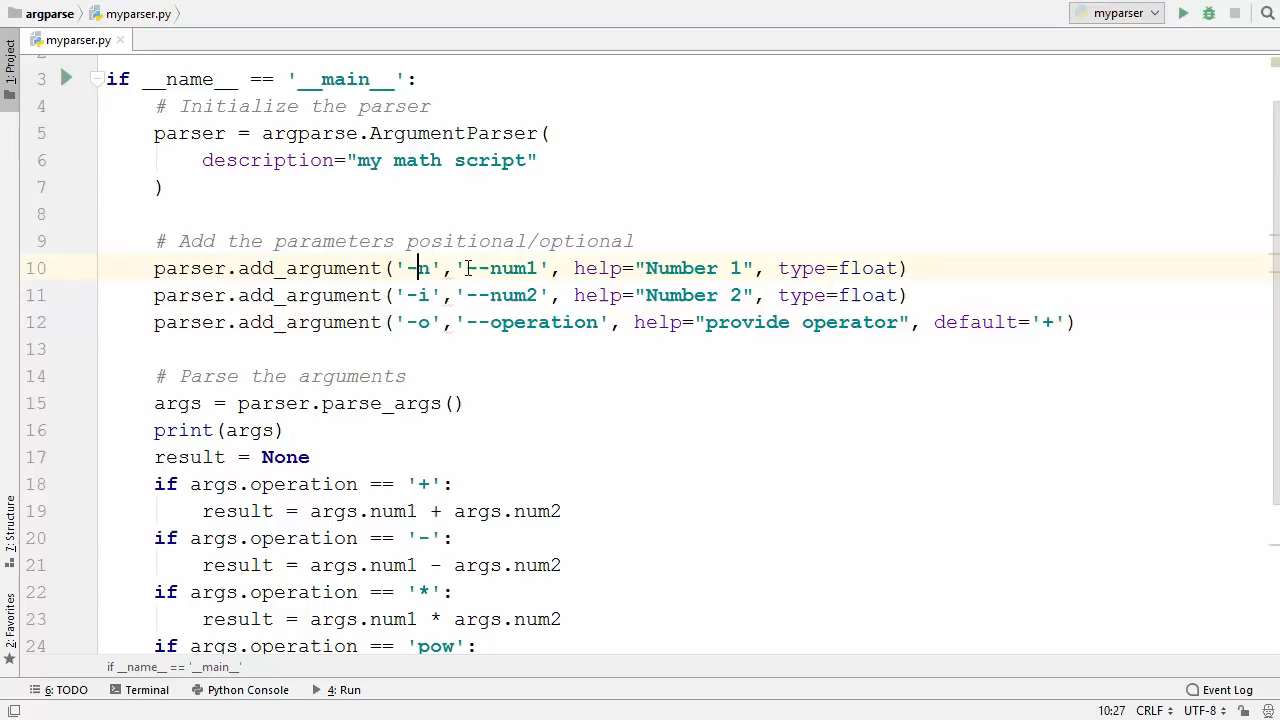 argparse myparser.py myparser
myparser.py
1: Project
3 if __name__ == '__main__':
4 # Initialize the parser
5 parser = argparse.ArgumentParser(
6 description="my math script"
7 )
8
9 # Add the parameters positional/optional
10 parser.add_argument('-n','--num1', help="Number 1", type=float)
11 parser.add_argument('-i','--num2', help="Number 2", type=float)
12 parser.add_argument('-o','--operation', help="provide operator", default='+')
13
14 # Parse the arguments
15 args = parser.parse_args()
16 print(args)
17 result = None
18 if args.operation == '+':
19 result = args.num1 + args.num2
20 if args.operation == '-':
21 result = args.num1 - args.num2
22 if args.operation == '*':
23 result = args.num1 * args.num2
24 if args.operation == 'pow':
7: Structure
2: Favorites
if __name__ == '__main__'
6: TODO Terminal Python Console 4: Run Event Log
10:27 CRLF UTF-8